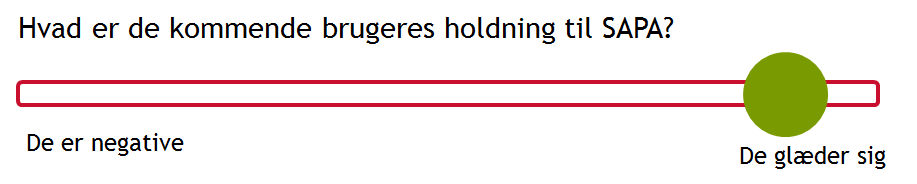 Hvad er de kommende brugeres holdning til SAPA?
De er negative
De glæder sig